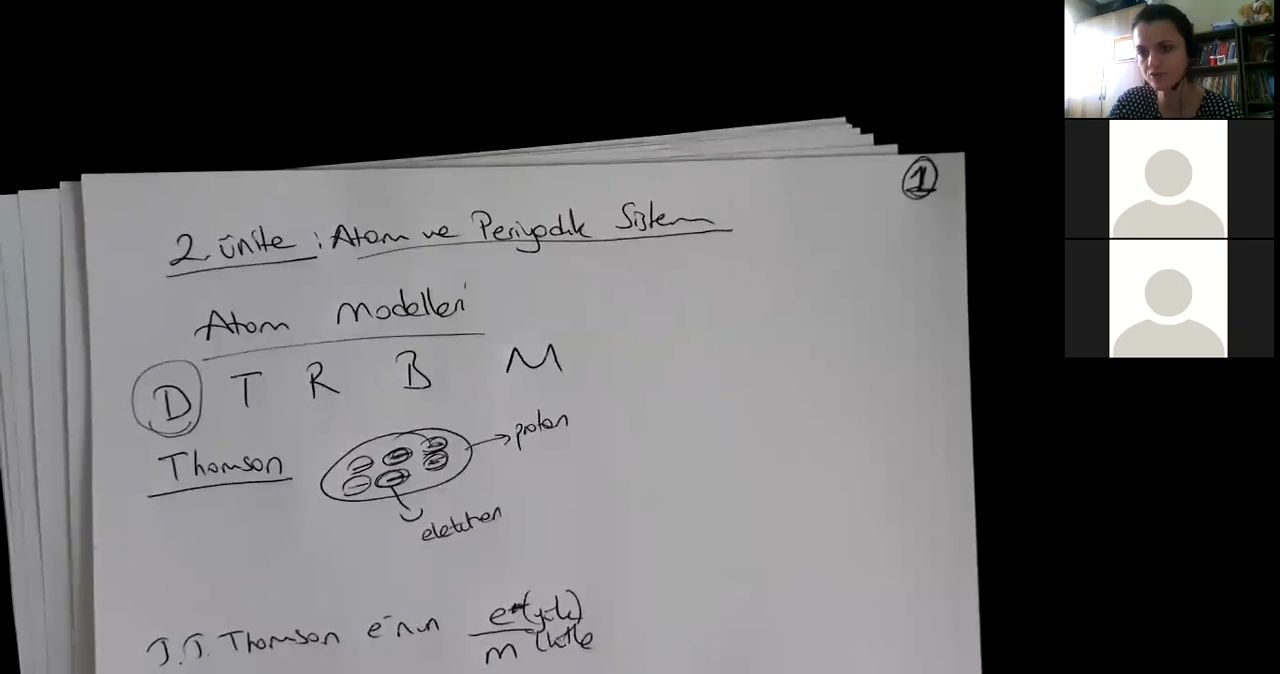 1
2. ünite : Atom ve Periyodik Sistem
Atom Modelleri
D T R B M
Thomson
proton
elektron
J.J. Thomson e⁻nun e⁻(yük)
m (kütle